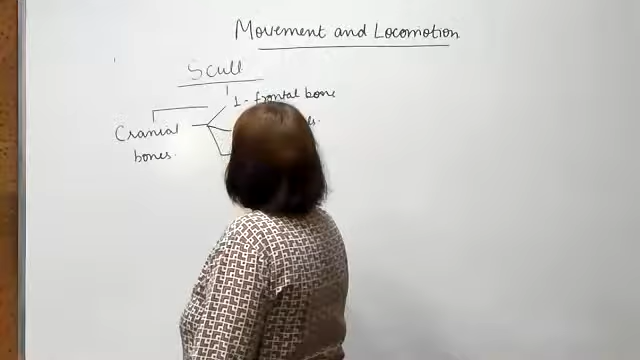 Movement and Locomotion
Scull
1 - frontal bone
Cranial
bones.